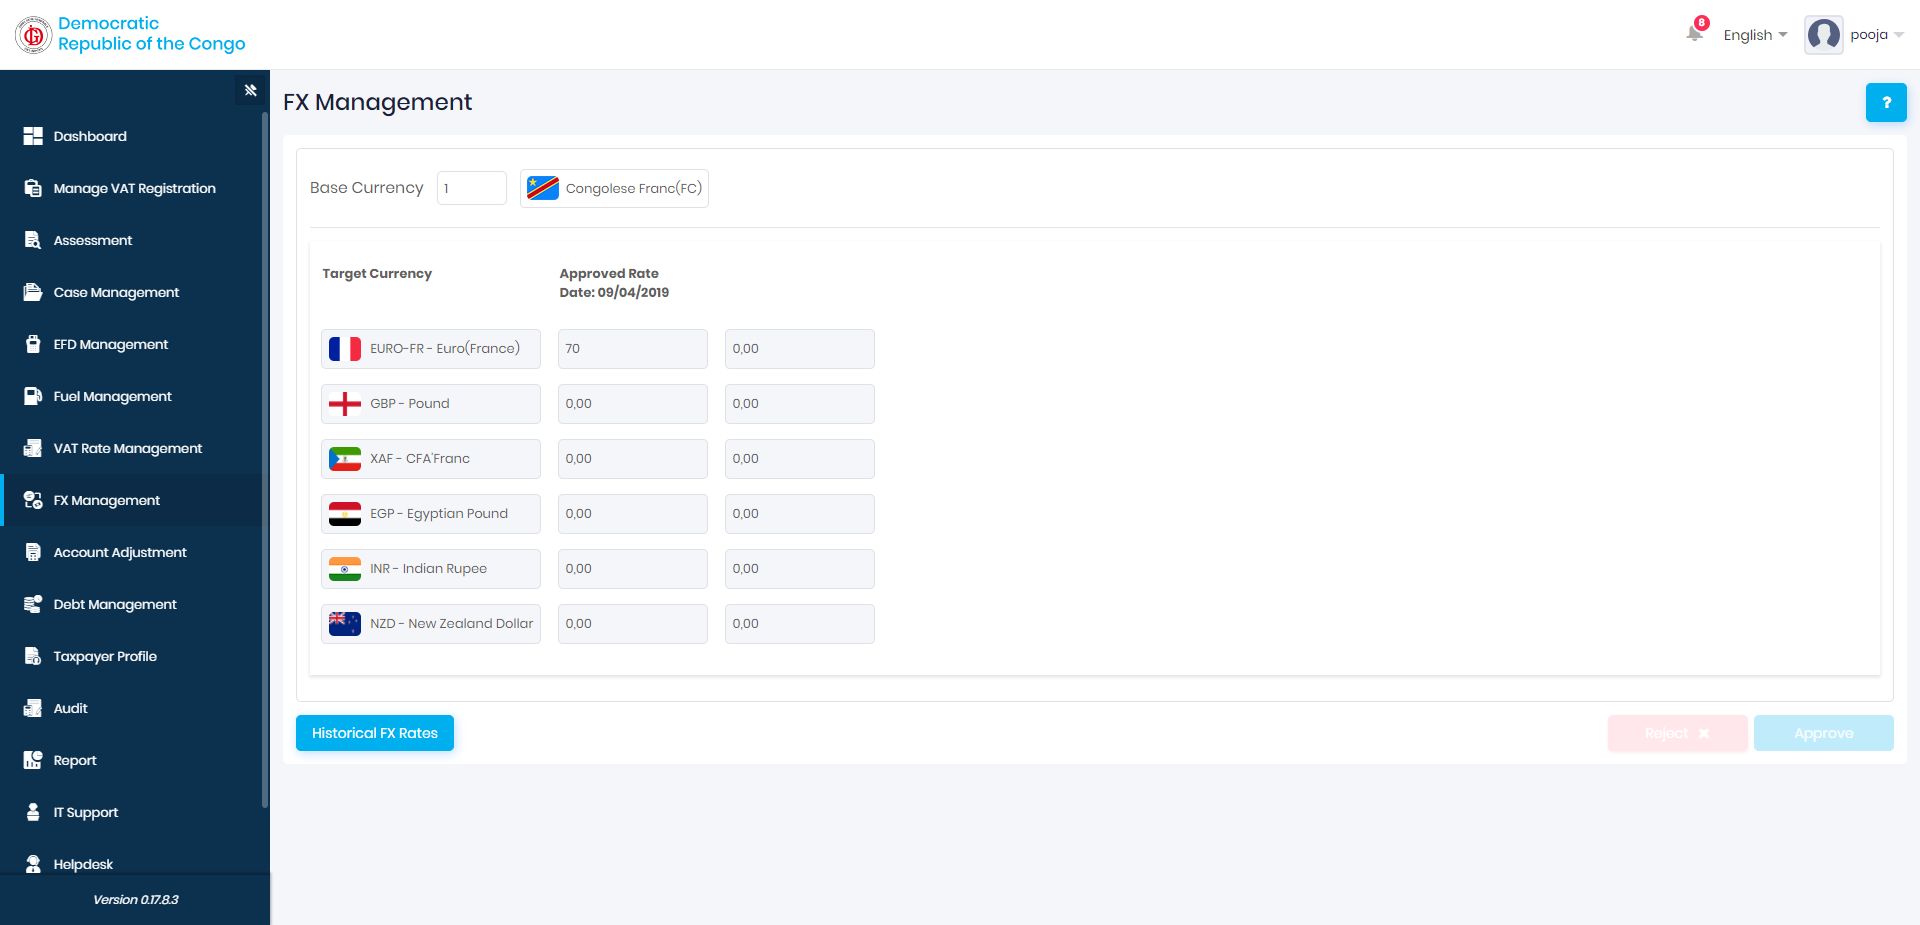 Democratic
Republic of the Congo
8
English
pooja
Dashboard
Manage VAT Registration
Assessment
Case Management
EFD Management
Fuel Management
VAT Rate Management
FX Management
Account Adjustment
Debt Management
Taxpayer Profile
Audit
Report
IT Support
Helpdesk
Version 0.17.8.3
FX Management
?
Base Currency 1 Congolese Franc(FC)
Target Currency Approved Rate
Date: 09/04/2019
EURO-FR - Euro(France) 70 0,00
GBP - Pound 0,00 0,00
XAF - CFA'Franc 0,00 0,00
EGP - Egyptian Pound 0,00 0,00
INR - Indian Rupee 0,00 0,00
NZD - New Zealand Dollar 0,00 0,00
Historical FX Rates Reject ✖ Approve